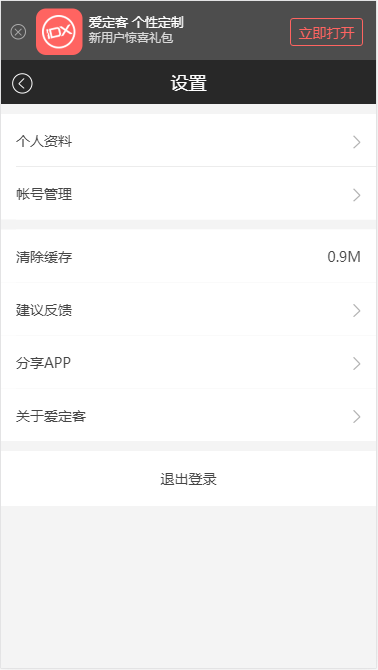 IDX
爱定客 个性定制
新用户惊喜礼包
立即打开
设置
个人资料
帐号管理
清除缓存 0.9M
建议反馈
分享APP
关于爱定客
退出登录